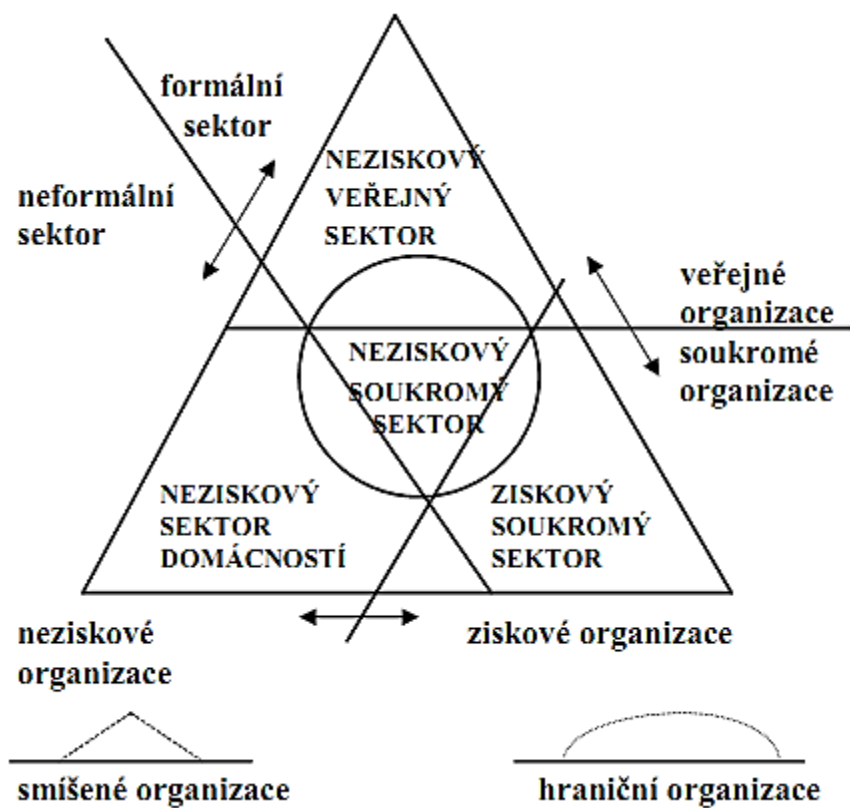 formální
sektor
neformální
sektor
NEZISKOVÝ
VEŘEJNÝ
SEKTOR
veřejné
organizace
soukromé
organizace
NEZISKOVÝ
SOUKROMÝ
SEKTOR
NEZISKOVÝ
SEKTOR
DOMÁCNOSTÍ
ZISKOVÝ
SOUKROMÝ
SEKTOR
neziskové
organizace
ziskové organizace
smíšené organizace
hraniční organizace